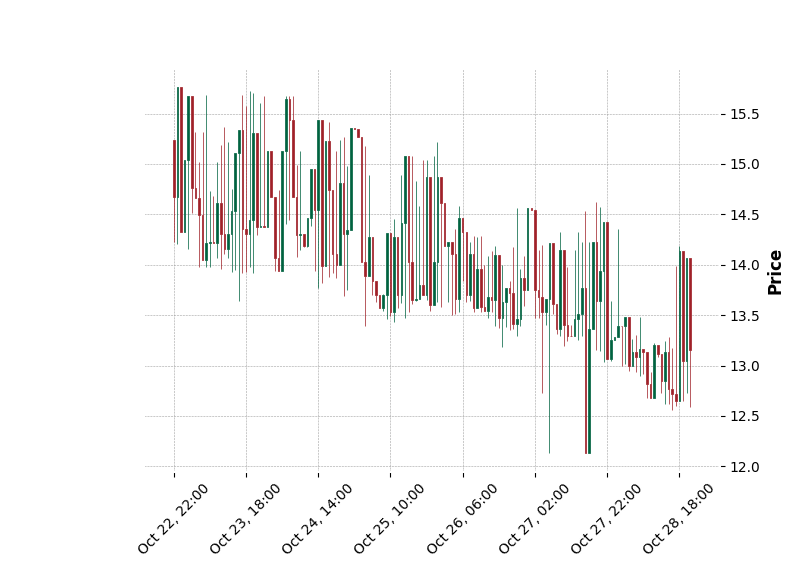 15.5
15.0
14.5
14.0
13.5
13.0
12.5
12.0
Price
Oct 22, 22:00
Oct 23, 18:00
Oct 24, 14:00
Oct 25, 10:00
Oct 26, 06:00
Oct 27, 02:00
Oct 27, 22:00
Oct 28, 18:00